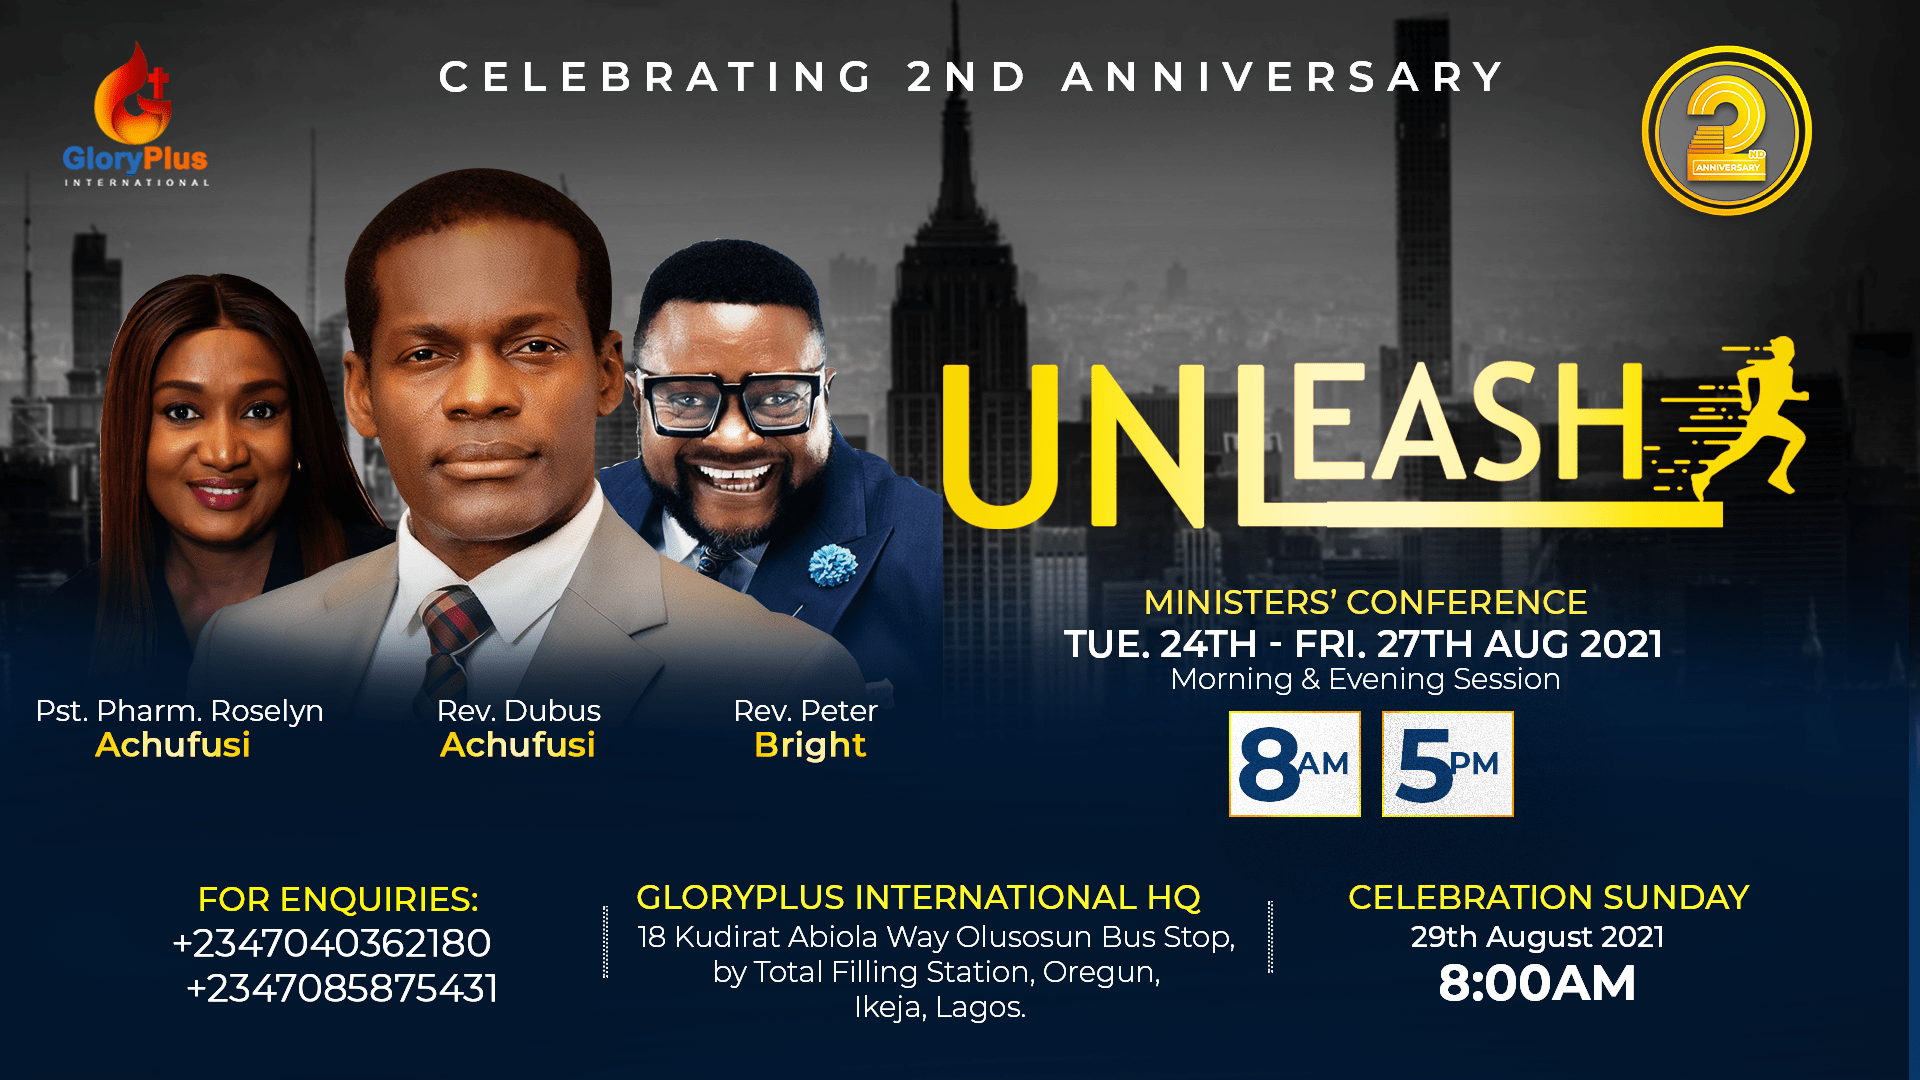 CELEBRATING 2ND ANNIVERSARY
GloryPlus
INTERNATIONAL
2
ND
ANNIVERSARY
UNLEASH
MINISTERS' CONFERENCE
TUE. 24TH - FRI. 27TH AUG 2021
Morning & Evening Session
8AM
5PM
Pst. Pharm. Roselyn
Achufusi
Rev. Dubus
Achufusi
Rev. Peter
Bright
FOR ENQUIRIES:
+2347040362180
+2347085875431
GLORYPLUS INTERNATIONAL HQ
18 Kudirat Abiola Way Olusosun Bus Stop,
by Total Filling Station, Oregun,
Ikeja, Lagos.
CELEBRATION SUNDAY
29th August 2021
8:00AM